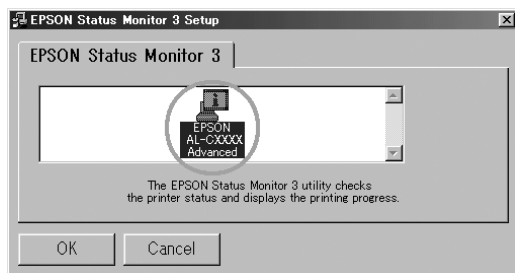 EPSON Status Monitor 3 Setup
EPSON Status Monitor 3
EPSON
AL-CXXXX
Advanced
The EPSON Status Monitor 3 utility checks
the printer status and displays the printing progress.
OK
Cancel